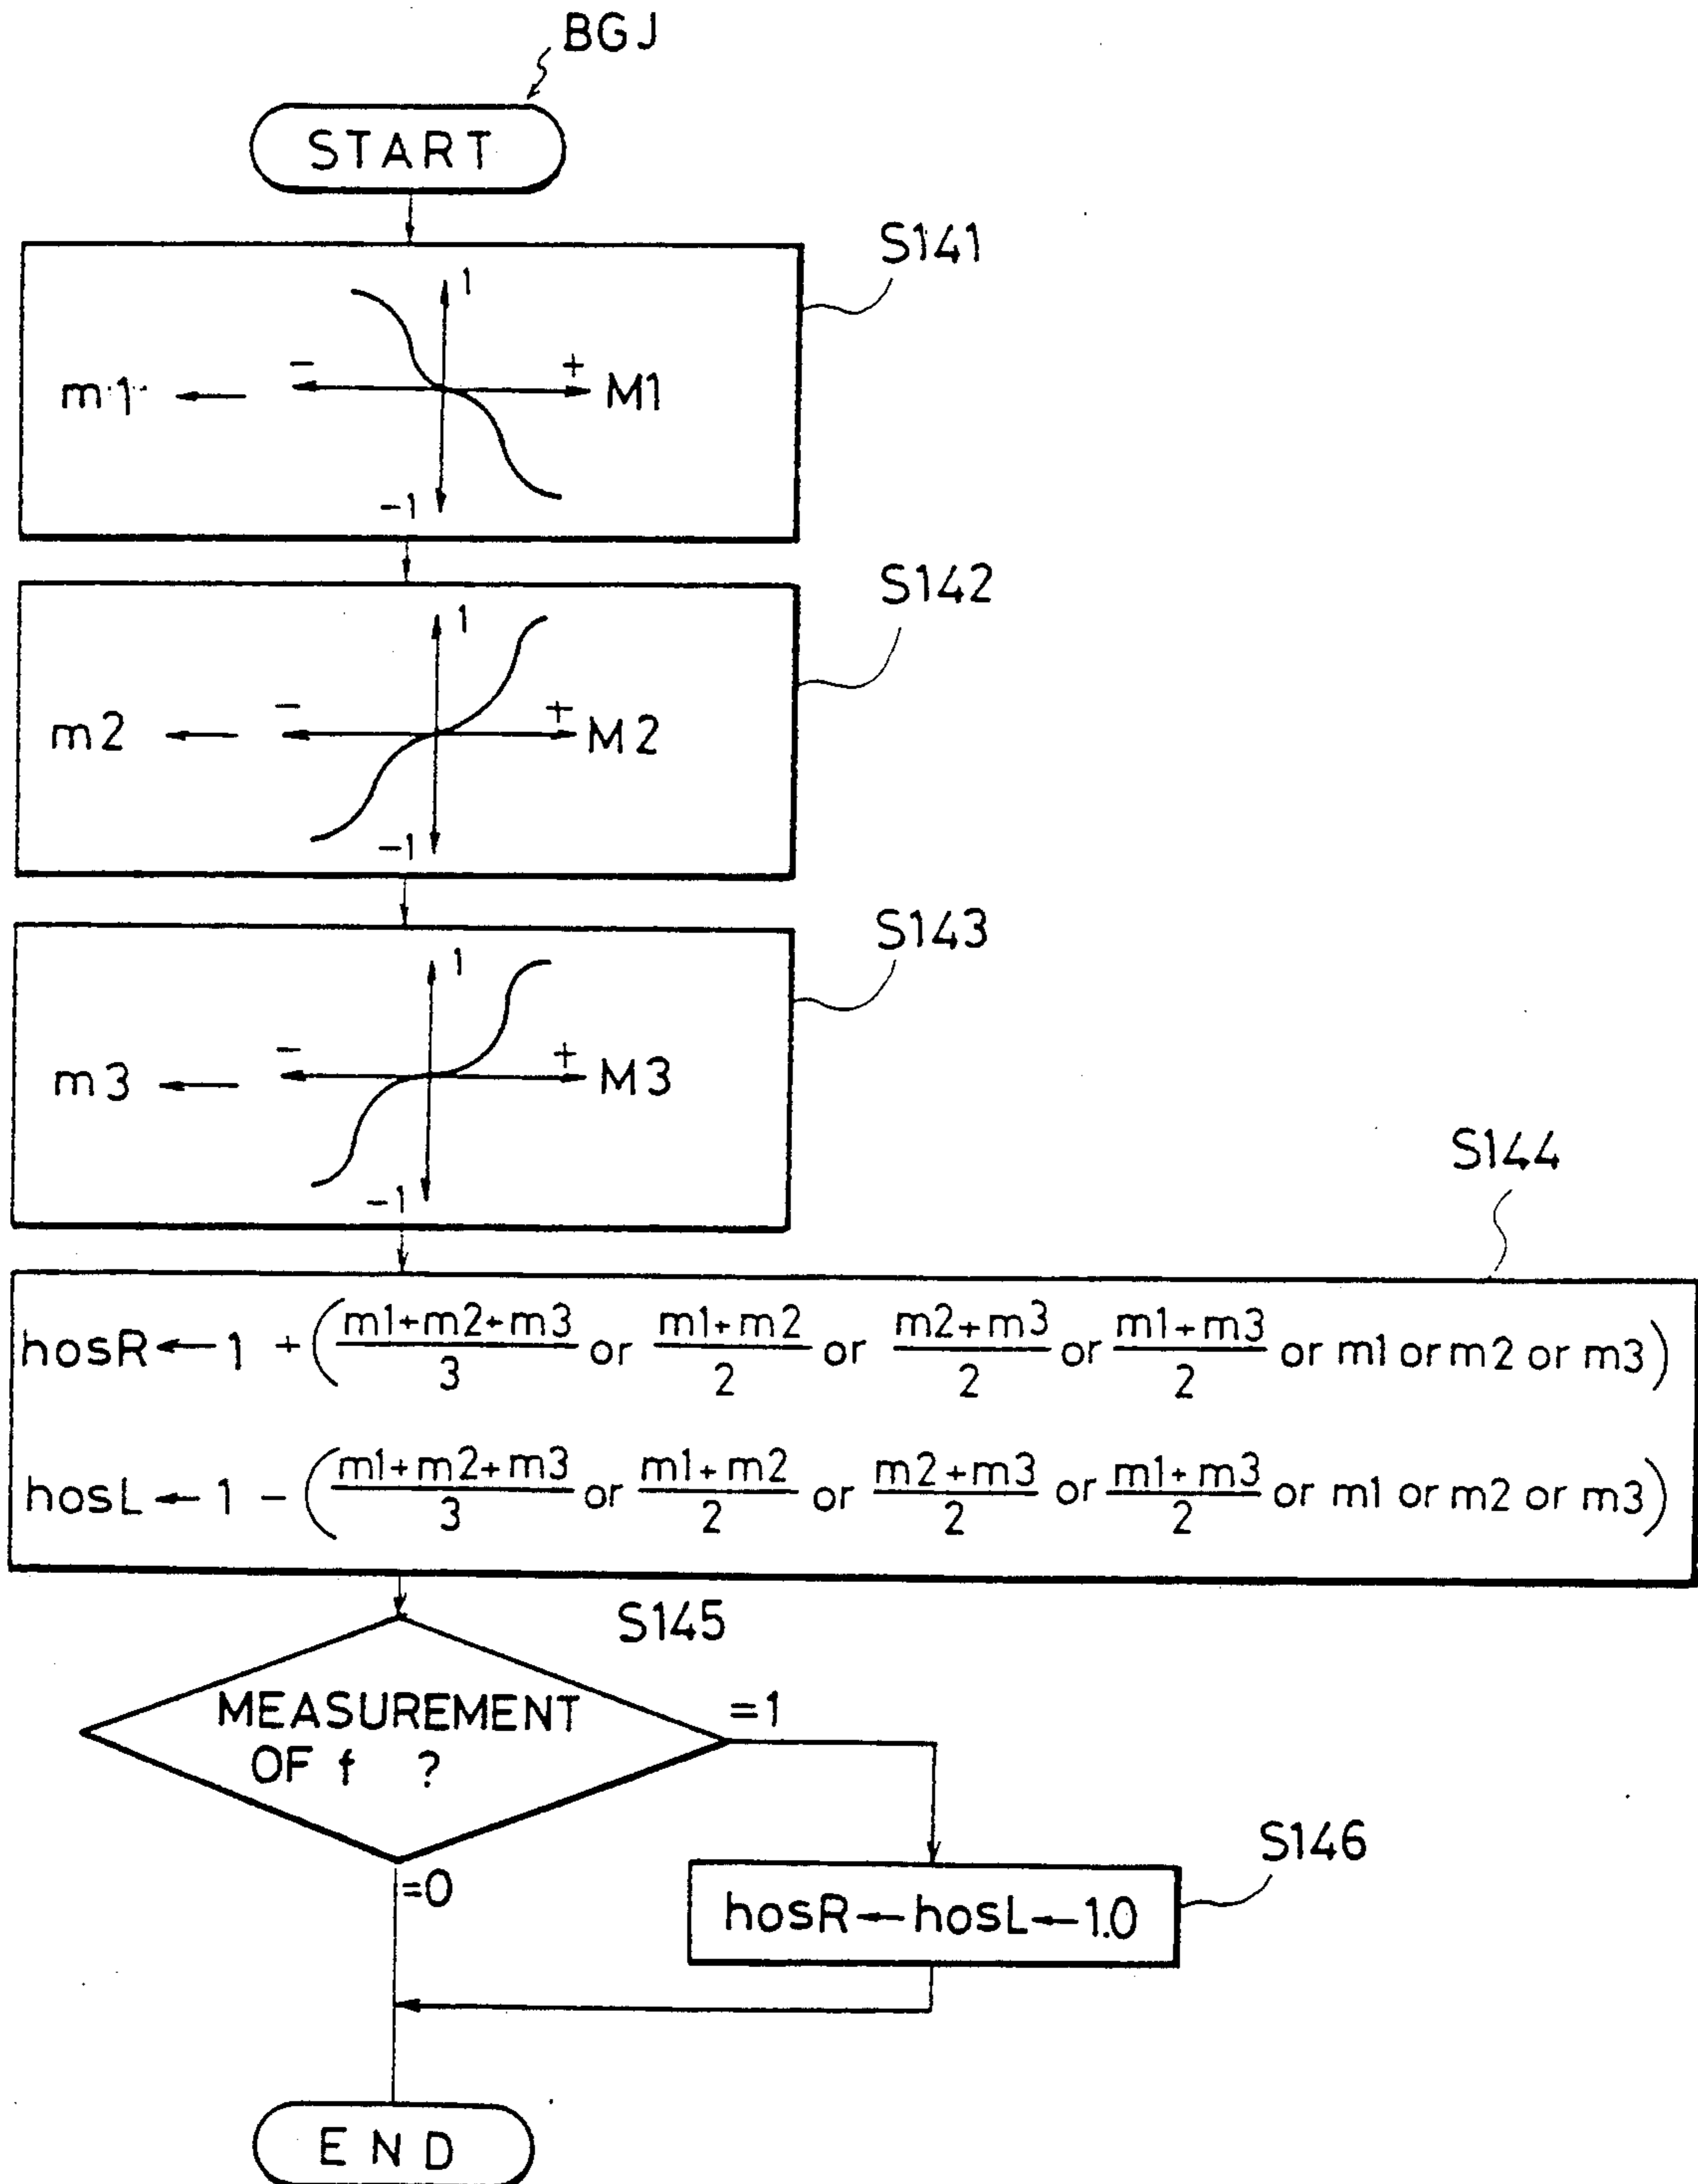 BGJ
START
S141
1
m1 ← − + M1
−1
S142
1
m2 ← − + M2
−1
S143
1
m3 ← − + M3
−1
S144
hosR ← 1 + (m1+m2+m3/3 or m1+m2/2 or m2+m3/2 or m1+m3/2 or m1 or m2 or m3)
hosL ← 1 − (m1+m2+m3/3 or m1+m2/2 or m2+m3/2 or m1+m3/2 or m1 or m2 or m3)
S145
MEASUREMENT
OF f ?
=1
=0
S146
hosR ← hosL ← 1.0
END